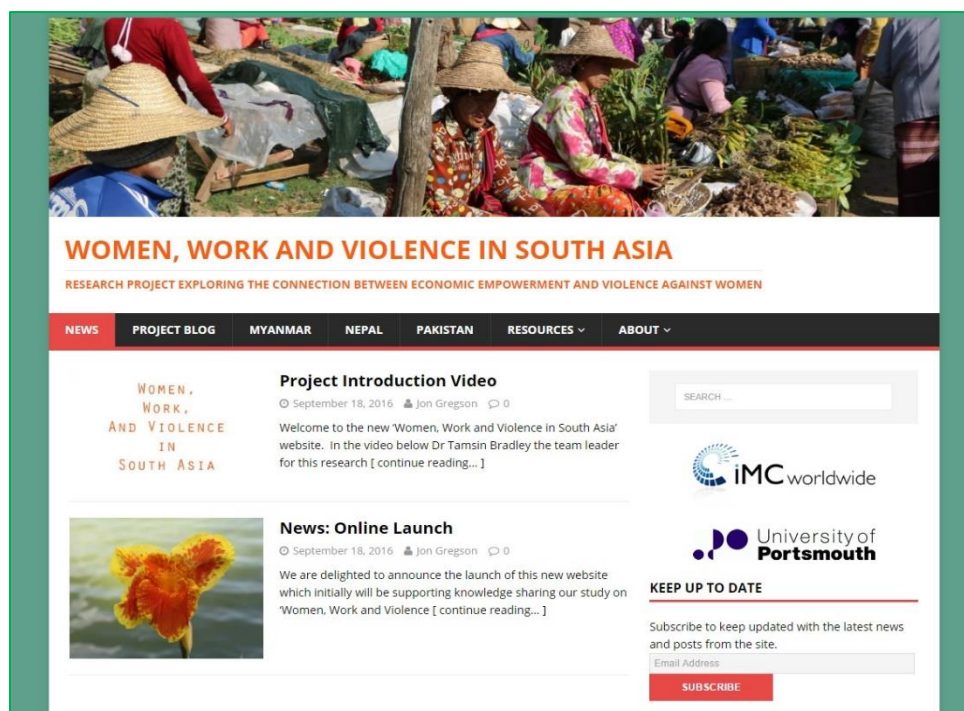 WOMEN, WORK AND VIOLENCE IN SOUTH ASIA
RESEARCH PROJECT EXPLORING THE CONNECTION BETWEEN ECONOMIC EMPOWERMENT AND VIOLENCE AGAINST WOMEN
NEWS PROJECT BLOG MYANMAR NEPAL PAKISTAN RESOURCES ABOUT
WOMEN,
WORK,
AND VIOLENCE
IN
SOUTH ASIA
Project Introduction Video
September 18, 2016 Jon Gregson 0
Welcome to the new ‘Women, Work and Violence in South Asia’
website. In the video below Dr Tamsin Bradley the team leader
for this research [ continue reading... ]
News: Online Launch
September 18, 2016 Jon Gregson 0
We are delighted to announce the launch of this new website
which initially will be supporting knowledge sharing our study on
‘Women, Work and Violence [ continue reading... ]
SEARCH ...
iMC worldwide
University of
Portsmouth
KEEP UP TO DATE
Subscribe to keep updated with the latest news
and posts from the site.
Email Address
SUBSCRIBE